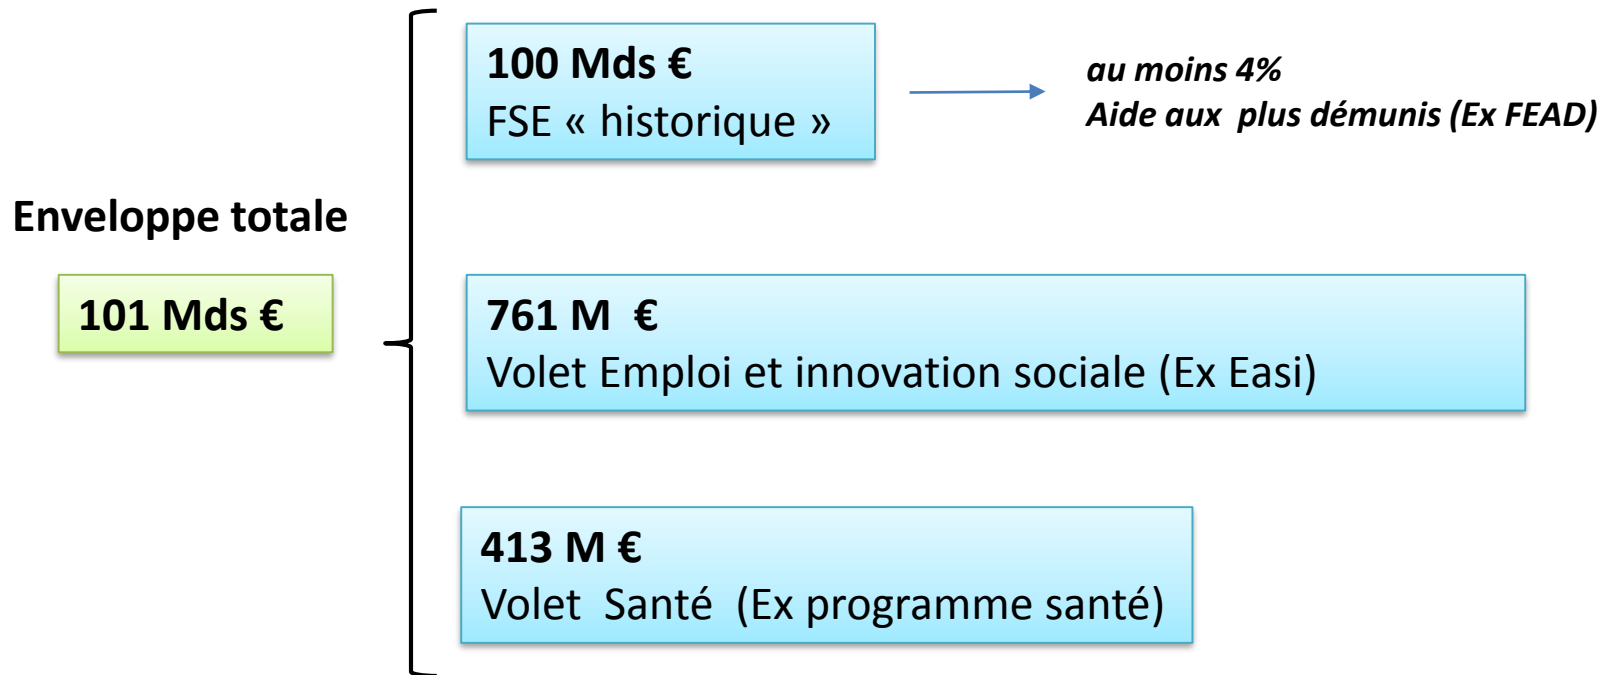 Enveloppe totale
101 Mds €
100 Mds €
FSE « historique »
au moins 4%
Aide aux plus démunis (Ex FEAD)
761 M €
Volet Emploi et innovation sociale (Ex Easi)
413 M €
Volet Santé (Ex programme santé)